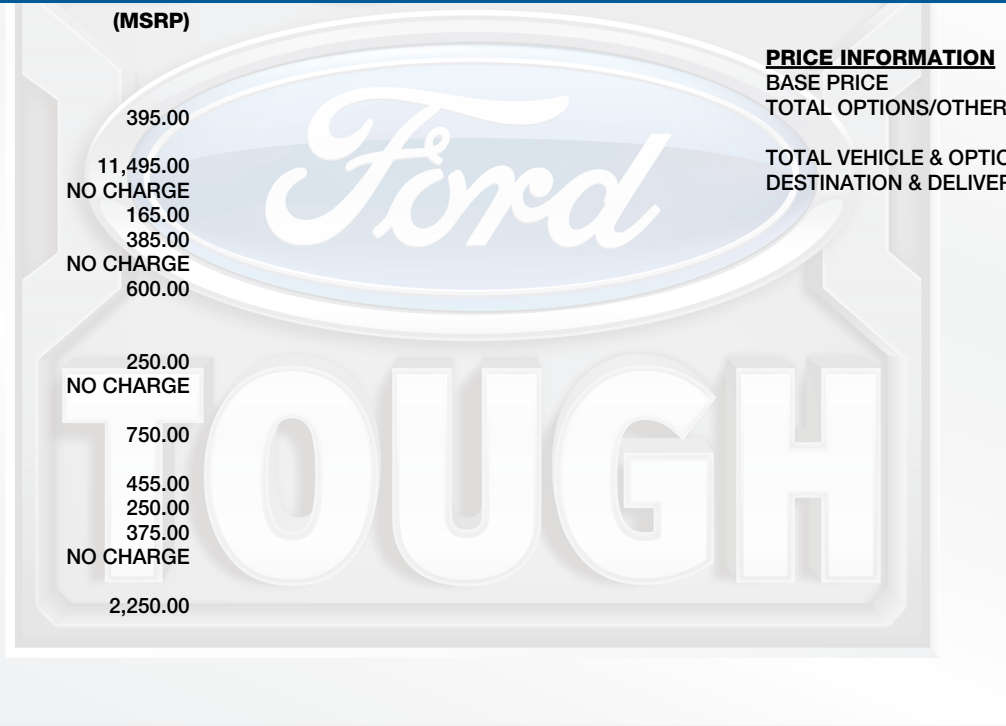 (MSRP)
395.00
11,495.00
NO CHARGE
165.00
385.00
NO CHARGE
600.00
250.00
NO CHARGE
750.00
455.00
250.00
375.00
NO CHARGE
2,250.00
PRICE INFORMATION
BASE PRICE
TOTAL OPTIONS/OTHER
TOTAL VEHICLE & OPTIO
DESTINATION & DELIVER
Ford
TOUGH